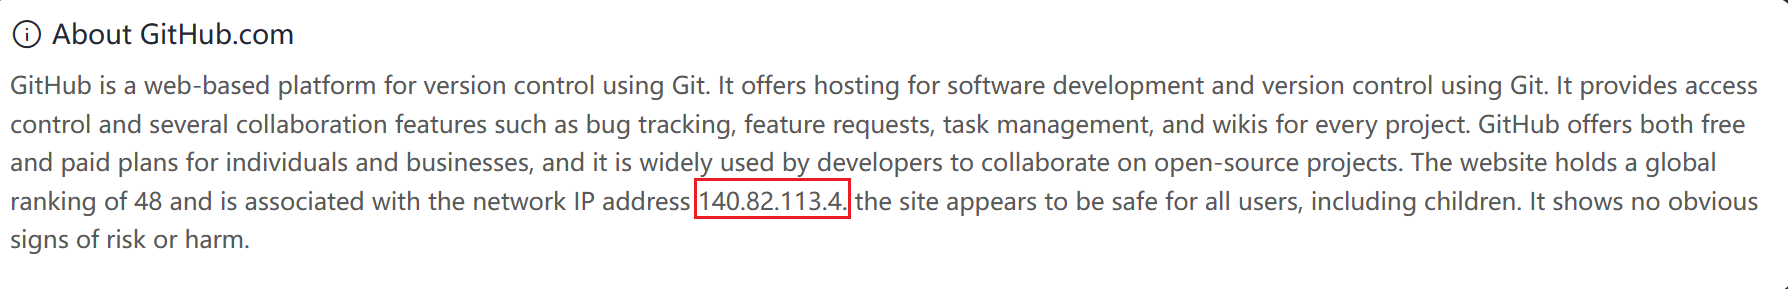 About GitHub.com
GitHub is a web-based platform for version control using Git. It offers hosting for software development and version control using Git. It provides access
control and several collaboration features such as bug tracking, feature requests, task management, and wikis for every project. GitHub offers both free
and paid plans for individuals and businesses, and it is widely used by developers to collaborate on open-source projects. The website holds a global
ranking of 48 and is associated with the network IP address 140.82.113.4. the site appears to be safe for all users, including children. It shows no obvious
signs of risk or harm.